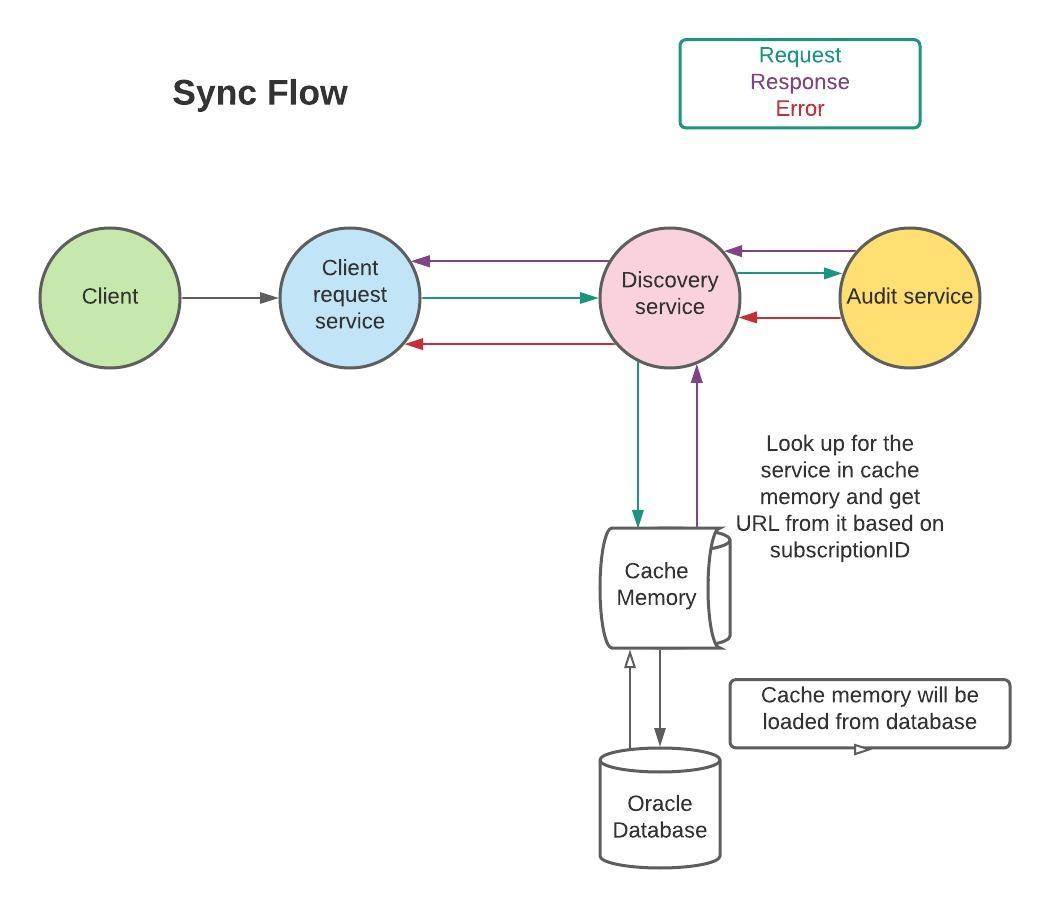 Sync Flow
Request
Response
Error
Client
Client
request
service
Discovery
service
Audit service
Look up for the
service in cache
memory and get
URL from it based on
subscriptionID
Cache
Memory
Cache memory will be
loaded from database
Oracle
Database